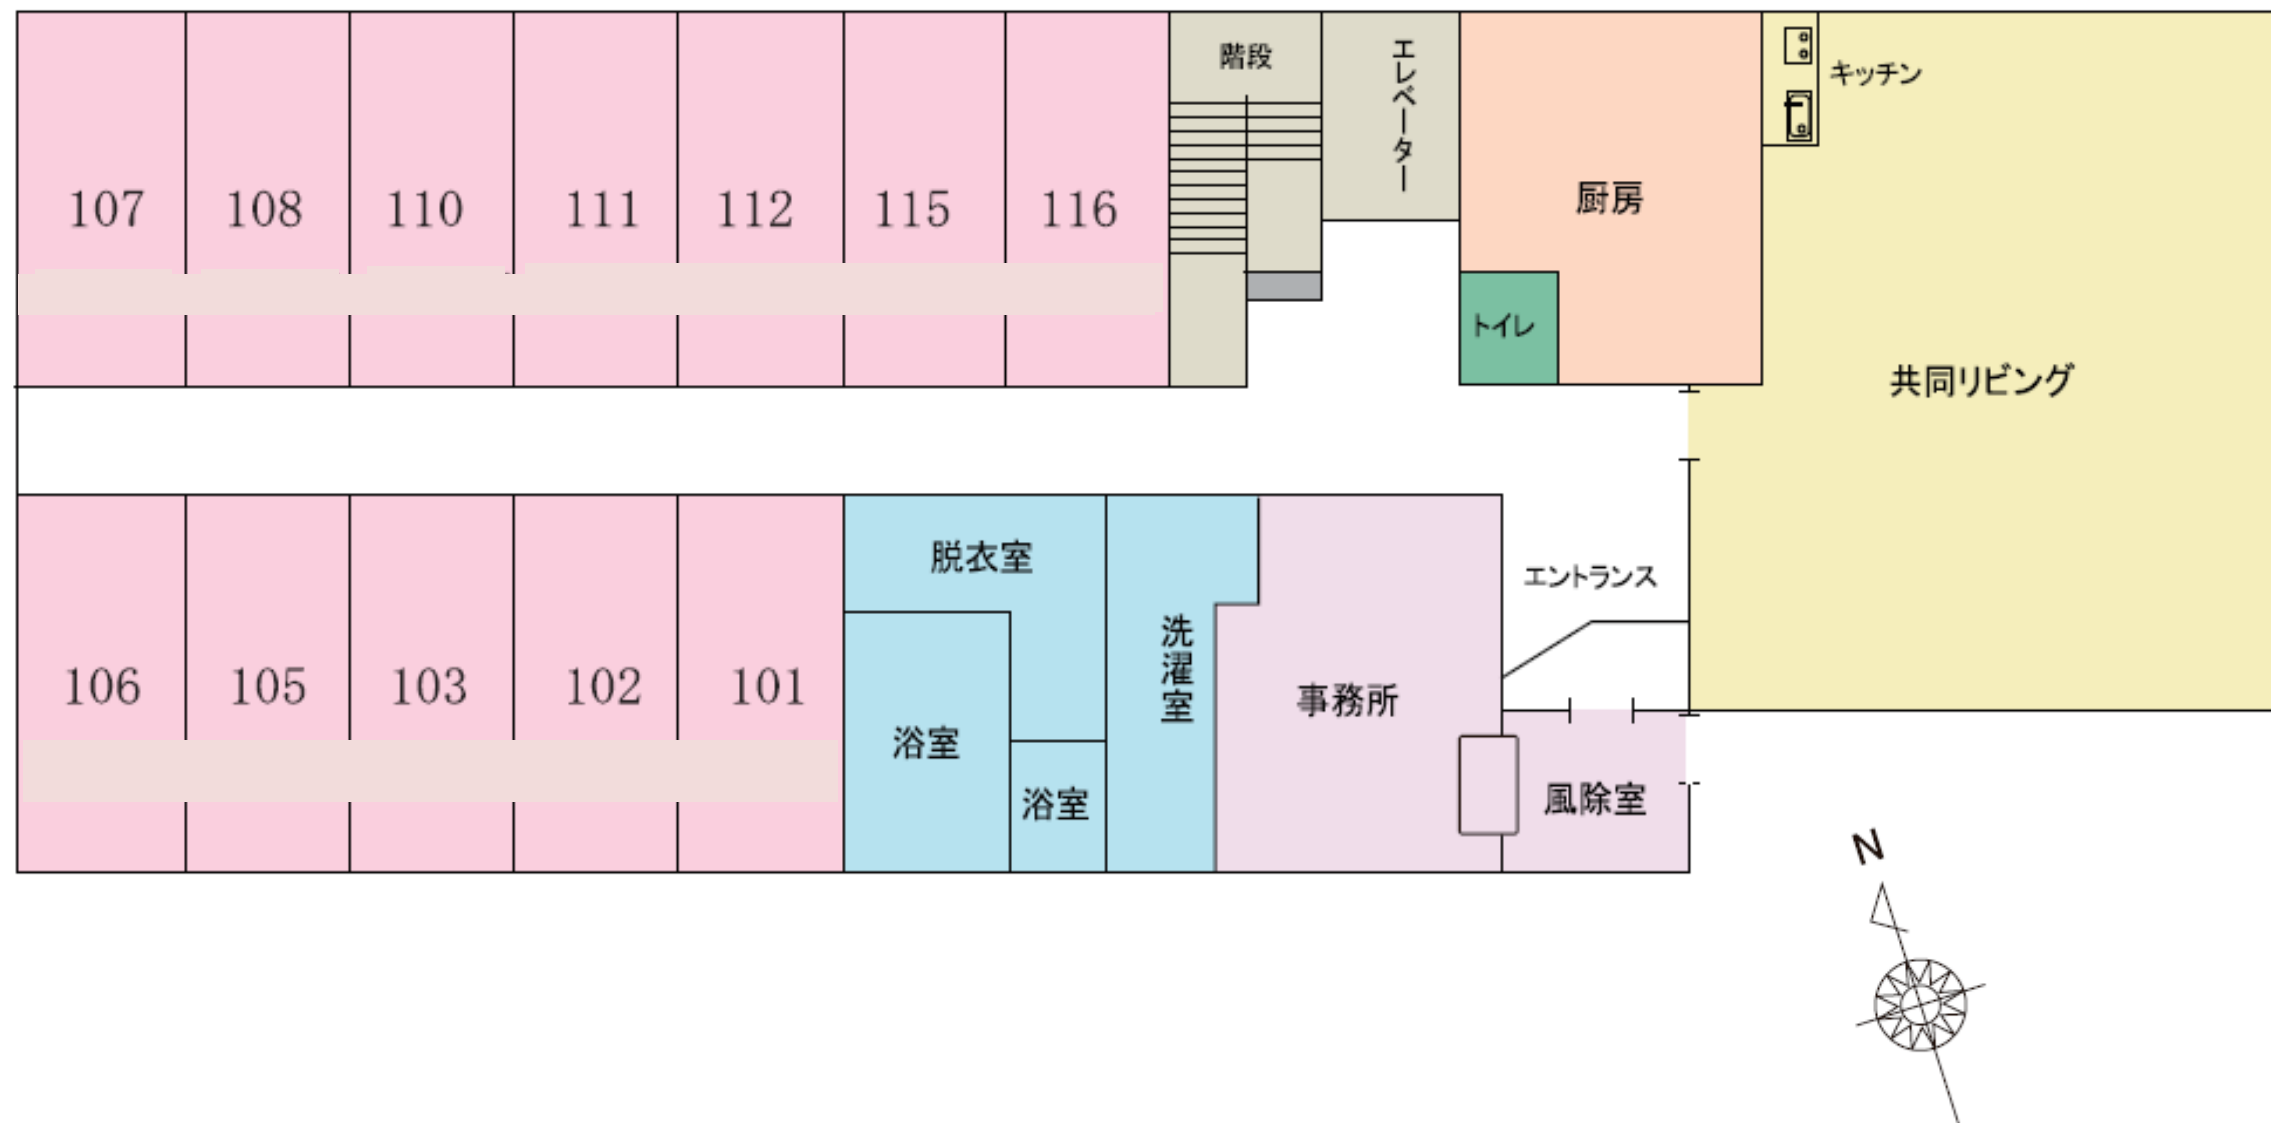 階段
エレベーター
キッチン
107
108
110
111
112
115
116
厨房
トイレ
共同リビング
脱衣室
エントランス
洗濯室
106
105
103
102
101
浴室
事務所
浴室
風除室
N